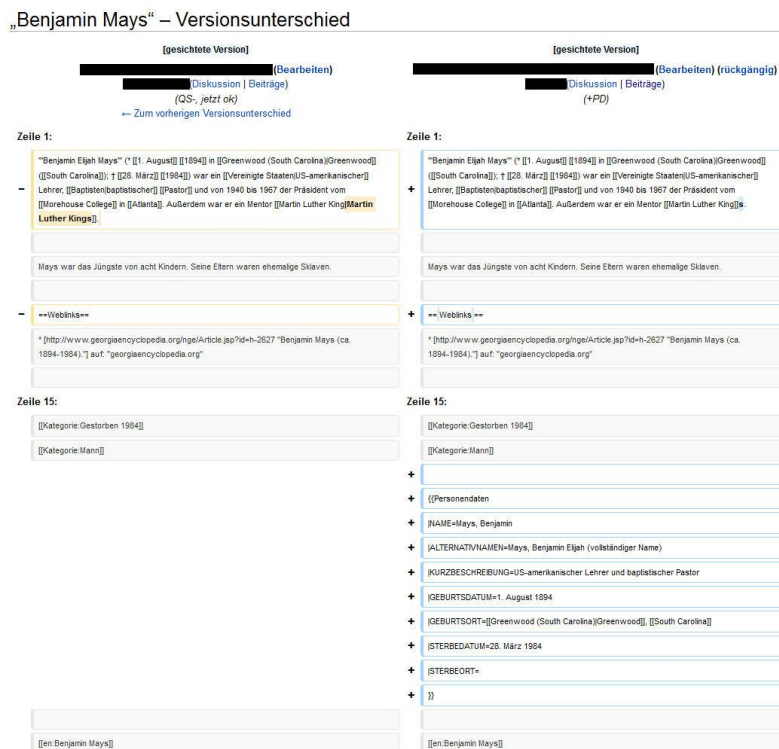 „Benjamin Mays“ – Versionsunterschied
[gesichtete Version]
(Bearbeiten)
(Diskussion | Beiträge)
(QS-, jetzt ok)
← Zum vorherigen Versionsunterschied
[gesichtete Version]
(Bearbeiten) (rückgängig)
(Diskussion | Beiträge)
(+PD)
Zeile 1:
Zeile 1:
− '''Benjamin Elijah Mays''' (* [[1. August]] [[1894]] in [[Greenwood (South Carolina)|Greenwood]]
([[South Carolina]]); † [[28. März]] [[1984]]) war ein [[Vereinigte Staaten|US-amerikanischer]]
Lehrer, [[Baptisten|baptistischer]] [[Pastor]] und von 1940 bis 1967 der Präsident vom
[[Morehouse College]] in [[Atlanta]]. Außerdem war er ein Mentor [[Martin Luther King|Martin
Luther Kings]].
+ '''Benjamin Elijah Mays''' (* [[1. August]] [[1894]] in [[Greenwood (South Carolina)|Greenwood]]
([[South Carolina]]); † [[28. März]] [[1984]]) war ein [[Vereinigte Staaten|US-amerikanischer]]
Lehrer, [[Baptisten|baptistischer]] [[Pastor]] und von 1940 bis 1967 der Präsident vom
[[Morehouse College]] in [[Atlanta]]. Außerdem war er ein Mentor [[Martin Luther King]]s.
Mays war das Jüngste von acht Kindern. Seine Eltern waren ehemalige Sklaven.
Mays war das Jüngste von acht Kindern. Seine Eltern waren ehemalige Sklaven.
− ==Weblinks==
+ == Weblinks ==
* [http://www.georgiaencyclopedia.org/nge/Article.jsp?id=h-2627 "Benjamin Mays (ca.
1894-1984)."] auf: "georgiaencyclopedia.org"
* [http://www.georgiaencyclopedia.org/nge/Article.jsp?id=h-2627 "Benjamin Mays (ca.
1894-1984)."] auf: "georgiaencyclopedia.org"
Zeile 15:
Zeile 15:
[[Kategorie:Gestorben 1984]]
[[Kategorie:Gestorben 1984]]
[[Kategorie:Mann]]
[[Kategorie:Mann]]
+
+ {{Personendaten
+ |NAME=Mays, Benjamin
+ |ALTERNATIVNAMEN=Mays, Benjamin Elijah (vollständiger Name)
+ |KURZBESCHREIBUNG=US-amerikanischer Lehrer und baptistischer Pastor
+ |GEBURTSDATUM=1. August 1894
+ |GEBURTSORT=[[Greenwood (South Carolina)|Greenwood]], [[South Carolina]]
+ |STERBEDATUM=28. März 1984
+ |STERBEORT=
+ }}
[[en:Benjamin Mays]]
[[en:Benjamin Mays]]